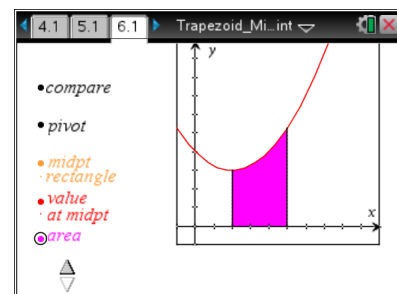 4.1 5.1 6.1 Trapezoid_Mi...int
y
compare
pivot
midpt
rectangle
value
at midpt
area
x